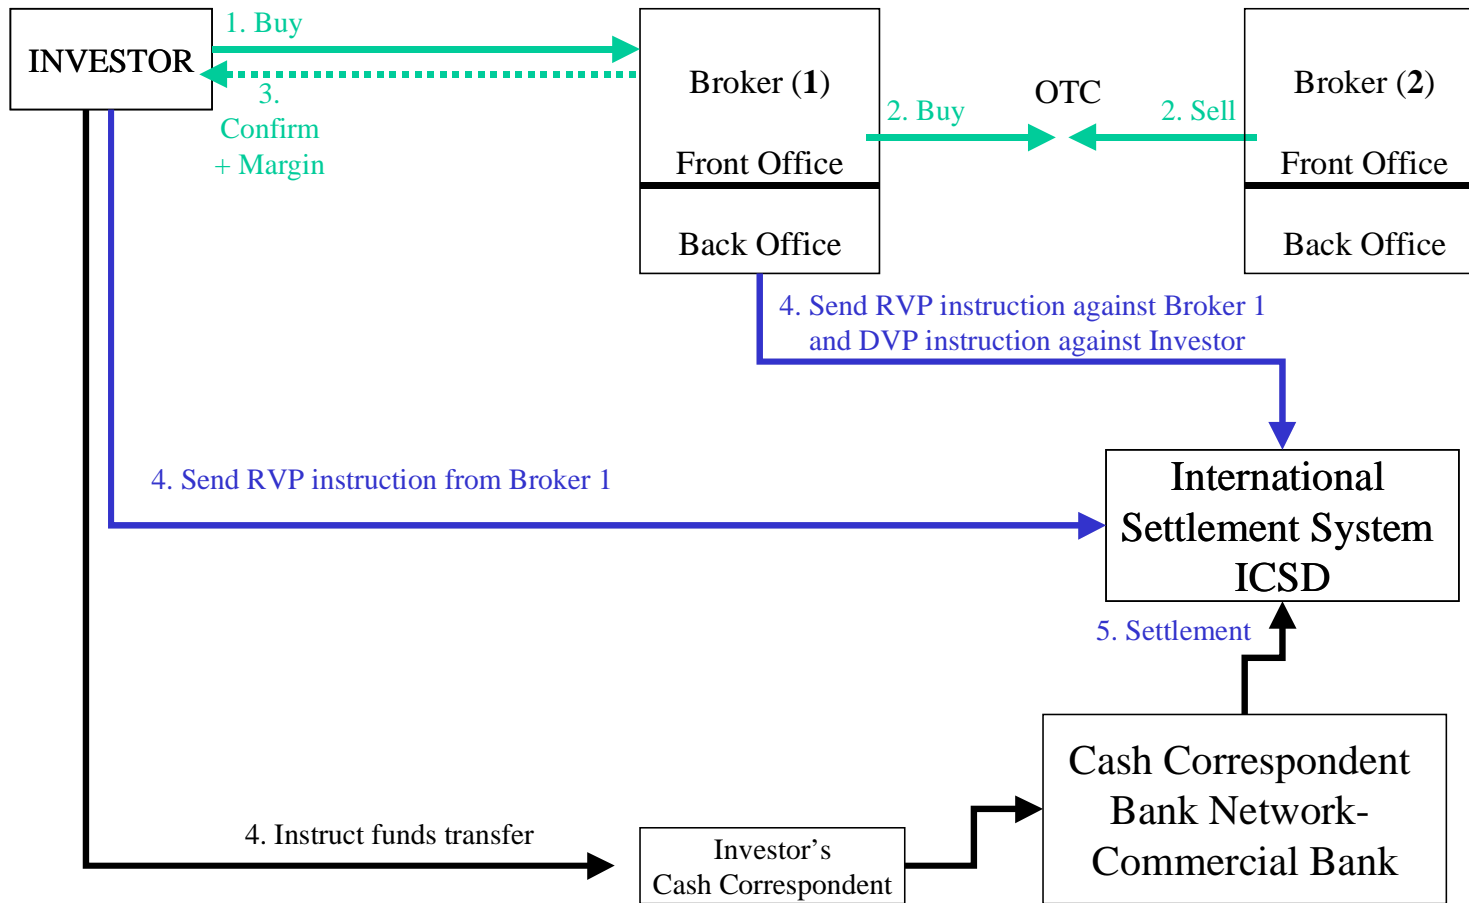 1. Buy
INVESTOR
3.
Confirm
+ Margin
Broker (1)
Front Office
Back Office
2. Buy
OTC
2. Sell
Broker (2)
Front Office
Back Office
4. Send RVP instruction against Broker 1
and DVP instruction against Investor
4. Send RVP instruction from Broker 1
International
Settlement System
ICSD
5. Settlement
Cash Correspondent
Bank Network-
Commercial Bank
4. Instruct funds transfer
Investor’s
Cash Correspondent